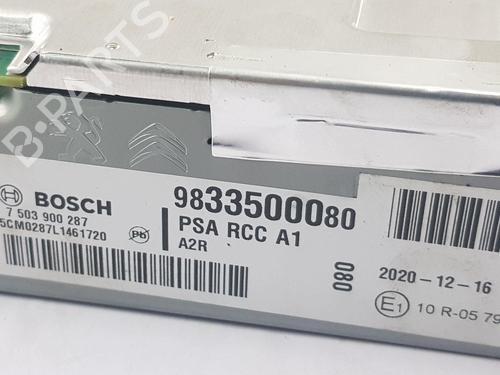 B-PARTS
BOSCH
7 503 900 287
5CM0287L1461720
Pb
9833500080
PSA RCC A1
A2R
080
2020-12-16
E1 10 R-05 79